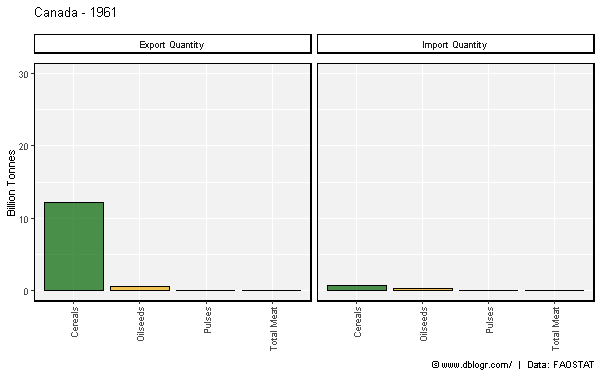 Canada - 1961
Export Quantity
Import Quantity
Billion Tonnes
30
20
10
0
Cereals
Oilseeds
Pulses
Total Meat
Cereals
Oilseeds
Pulses
Total Meat
© www.dblogr.com/ | Data: FAOSTAT